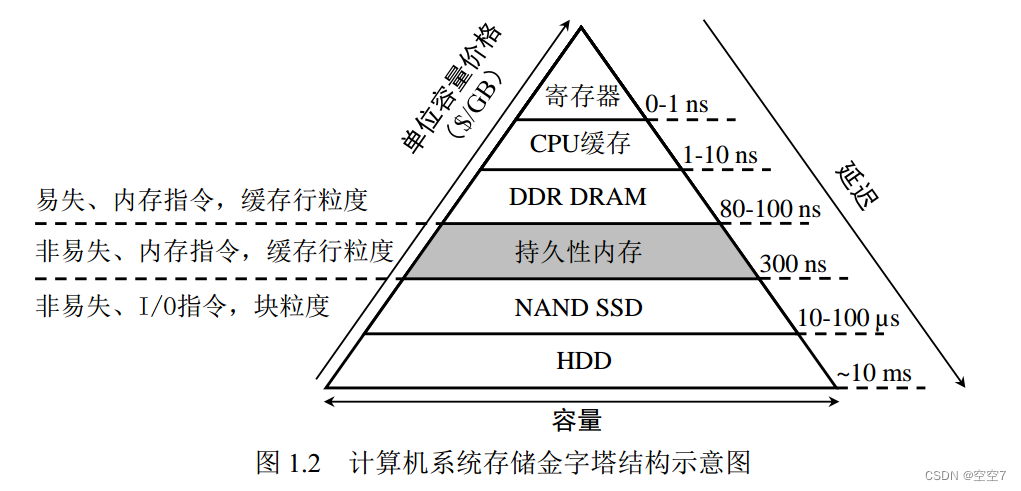 单位容量价格
（$/GB）
寄存器
0-1 ns
CPU缓存
1-10 ns
延迟
易失、内存指令，缓存行粒度
DDR DRAM
80-100 ns
非易失、内存指令，缓存行粒度
持久性内存
300 ns
非易失、I/O指令，块粒度
NAND SSD
10-100 μs
HDD
~10 ms
容量
图 1.2 计算机系统存储金字塔结构示意图
CSDN @空空7